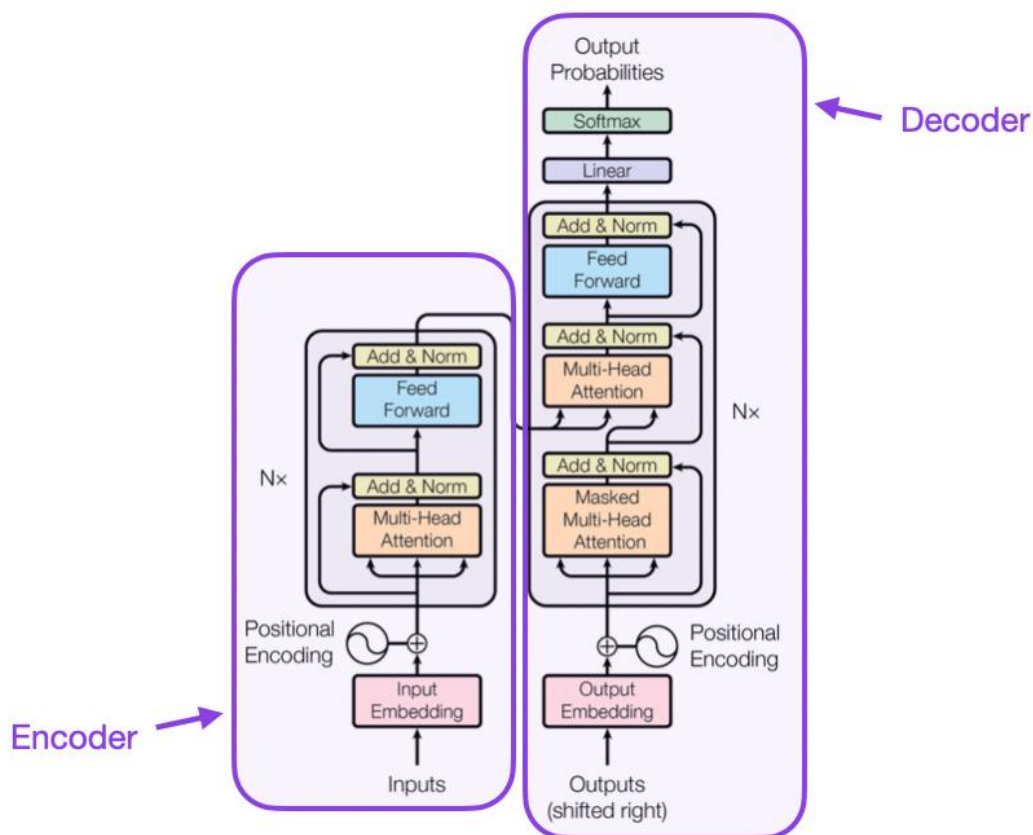 Output
Probabilities
Softmax
Linear
Add & Norm
Feed
Forward
Add & Norm
Multi-Head
Attention
Add & Norm
Masked
Multi-Head
Attention
N×
Positional
Encoding
Output
Embedding
Outputs
(shifted right)
Decoder
Add & Norm
Feed
Forward
Add & Norm
Multi-Head
Attention
N×
Positional
Encoding
Input
Embedding
Inputs
Encoder